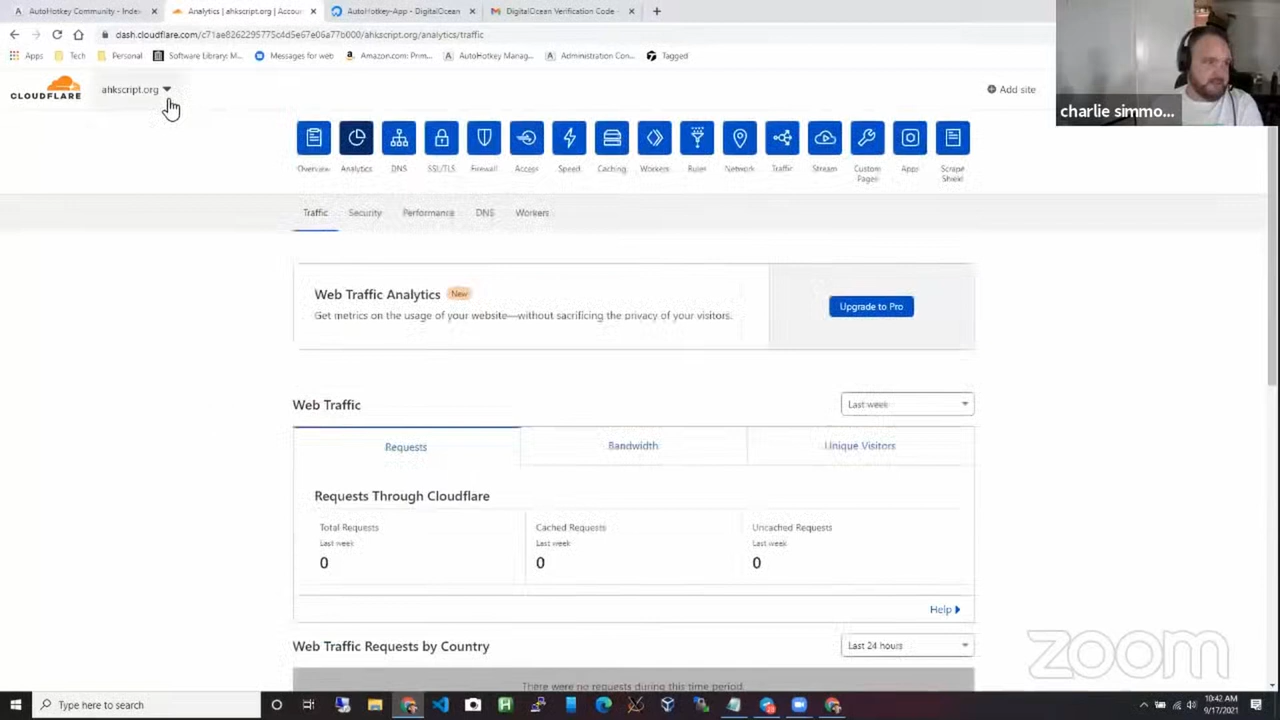 AutoHotkey Community - Index
Analytics | ahkscript.org | Accou
AutoHotkey-App - DigitalOcean
DigitalOcean Verification Code -
dash.cloudflare.com/c71ae8262295775c4d5e67e06a77b000/ahkscript.org/analytics/traffic
Apps Tech Personal Software Library: M... Messages for web Amazon.com: Prim... AutoHotkey Manag... Administration Con... Tagged
CLOUDFLARE
ahkscript.org
Add site
charlie simmo...
Overview Analytics DNS SSL/TLS Firewall Access Speed Caching Workers Rules Network Traffic Stream Custom Pages Apps Scrape Shield
Traffic Security Performance DNS Workers
Web Traffic Analytics New
Get metrics on the usage of your website—without sacrificing the privacy of your visitors.
Upgrade to Pro
Web Traffic
Last week
Requests Bandwidth Unique Visitors
Requests Through Cloudflare
Total Requests Cached Requests Uncached Requests
Last week Last week Last week
0 0 0
Help
Web Traffic Requests by Country
Last 24 hours
There were no requests during this time period.
zoom
Type here to search
10:42 AM
9/17/2021